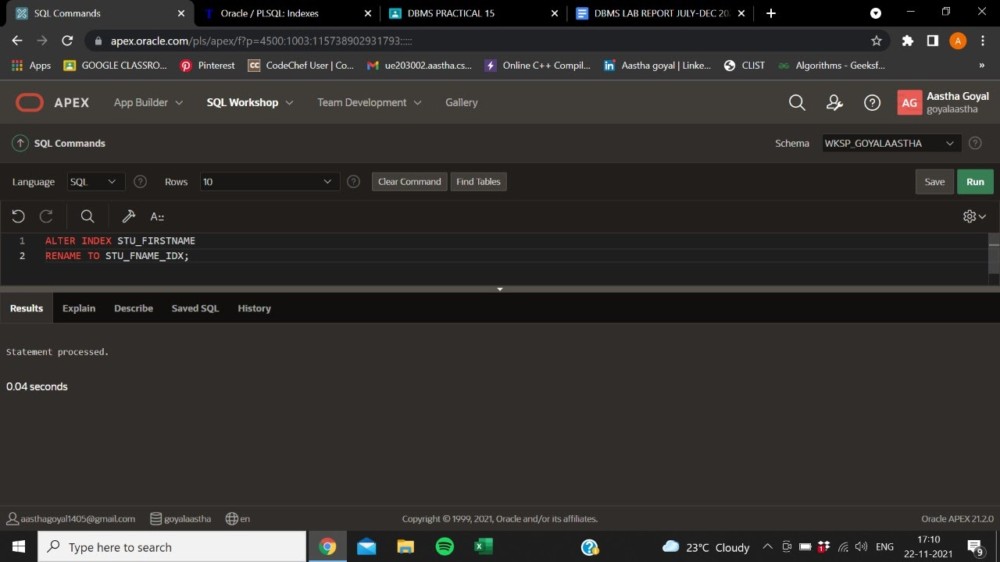 SQL Commands
Oracle / PLSQL: Indexes
DBMS PRACTICAL 15
DBMS LAB REPORT JULY-DEC 20
apex.oracle.com/pls/apex/f?p=4500:1003:115738902931793:::::
A
Apps
GOOGLE CLASSRO...
Pinterest
CC
CodeChef User | Co...
ue203002.aastha.cs...
Online C++ Compil...
in
Aastha goyal | Linke...
CLIST
Algorithms - Geeksf...
»
APEX
App Builder
SQL Workshop
Team Development
Gallery
AG
Aastha Goyal
goyalaastha
SQL Commands
Schema
WKSP_GOYALAASTHA
Language
SQL
Rows
10
Clear Command
Find Tables
Save
Run
A::
1 ALTER INDEX STU_FIRSTNAME
2 RENAME TO STU_FNAME_IDX;
Results
Explain
Describe
Saved SQL
History
Statement processed.
0.04 seconds
aasthagoyal1405@gmail.com
goyalaastha
en
Copyright © 1999, 2021, Oracle and/or its affiliates.
Oracle APEX 21.2.0
Type here to search
23°C Cloudy
1
ENG
17:10
22-11-2021
9